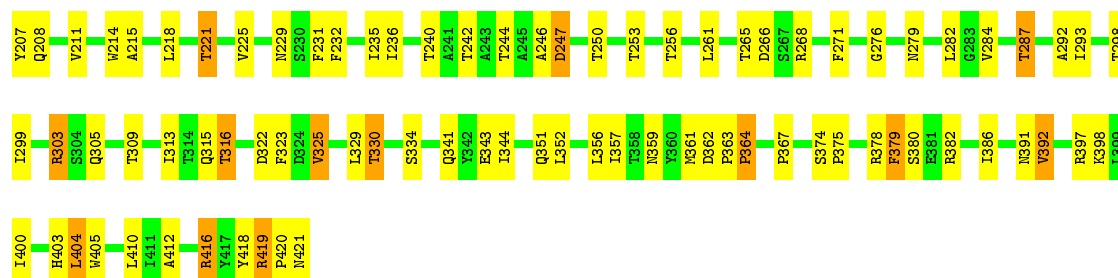 Y207 Q208 V211 W214 A215 L218 T221 V225 N229 S230 F231 F232 I235 I236 T240 A241 T242 A243 T244 A245 A246 D247 T250 T253 T256 L261 T265 D266 S267 R268 F271 G276 N279 L282 G283 V284 T287 A292 I293 T298
I299 R303 S304 Q305 T309 I313 T314 Q315 T316 D322 F323 D324 V325 L329 T330 S334 Q341 Y342 E343 I344 Q351 L352 L356 I357 T358 N359 Y360 M361 D362 P363 P364 P367 S374 P375 R378 F379 S380 E381 R382 I386 N391 V392 R397 K398 L399
I400 H403 L404 W405 L410 I411 A412 R416 Y417 Y418 R419 P420 N421